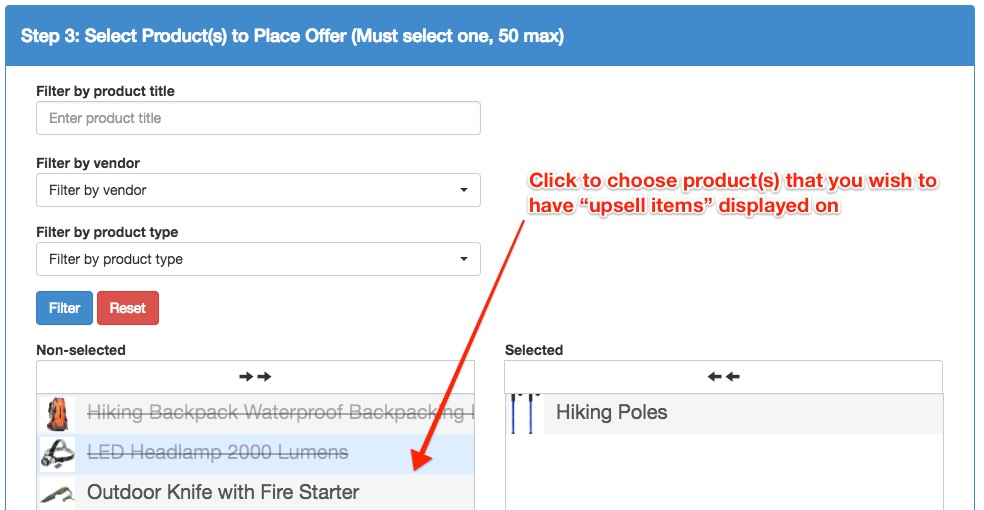 Step 3: Select Product(s) to Place Offer (Must select one, 50 max)
Filter by product title
Enter product title
Filter by vendor
Filter by vendor
Click to choose product(s) that you wish to
have “upsell items” displayed on
Filter by product type
Filter by product type
Filter Reset
Non-selected
Selected
Hiking Backpack Waterproof Backpacking
Hiking Poles
LED Headlamp 2000 Lumens
Outdoor Knife with Fire Starter